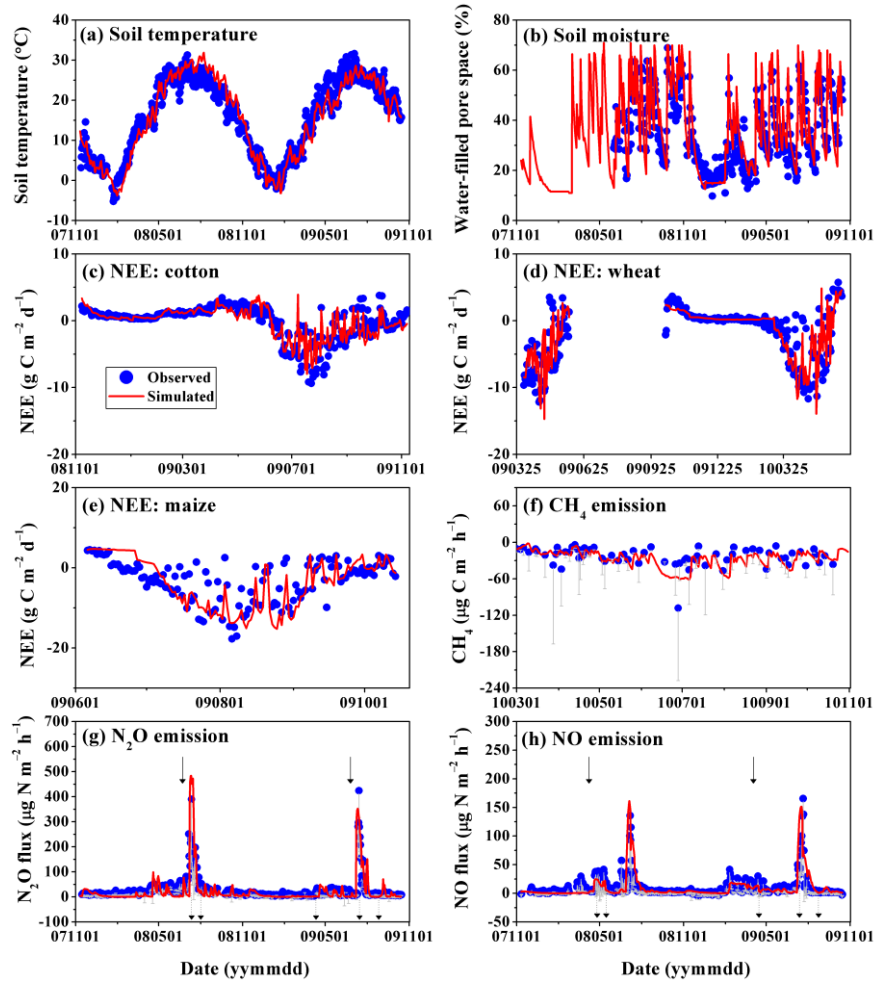 (a) Soil temperature
Soil temperature (°C)
40
30
20
10
0
-10
071101 080501 081101 090501 091101
(b) Soil moisture
Water-filled pore space (%)
80
60
40
20
0
071101 080501 081101 090501 091101
(c) NEE: cotton
NEE (g C m⁻² d⁻¹)
10
0
-10
-20
Observed
Simulated
081101 090301 090701 091101
(d) NEE: wheat
NEE (g C m⁻² d⁻¹)
10
0
-10
-20
090325 090625 090925 091225 100325
(e) NEE: maize
NEE (g C m⁻² d⁻¹)
20
0
-20
090601 090801 091001
(f) CH₄ emission
CH₄ (μg C m⁻² h⁻¹)
60
0
-60
-120
-180
-240
100301 100501 100701 100901 101101
(g) N₂O emission
N₂O flux (μg N m⁻² h⁻¹)
700
600
500
400
300
200
100
0
-100
071101 080501 081101 090501 091101
Date (yymmdd)
(h) NO emission
NO flux (μg N m⁻² h⁻¹)
300
250
200
150
100
50
0
-50
071101 080501 081101 090501 091101
Date (yymmdd)